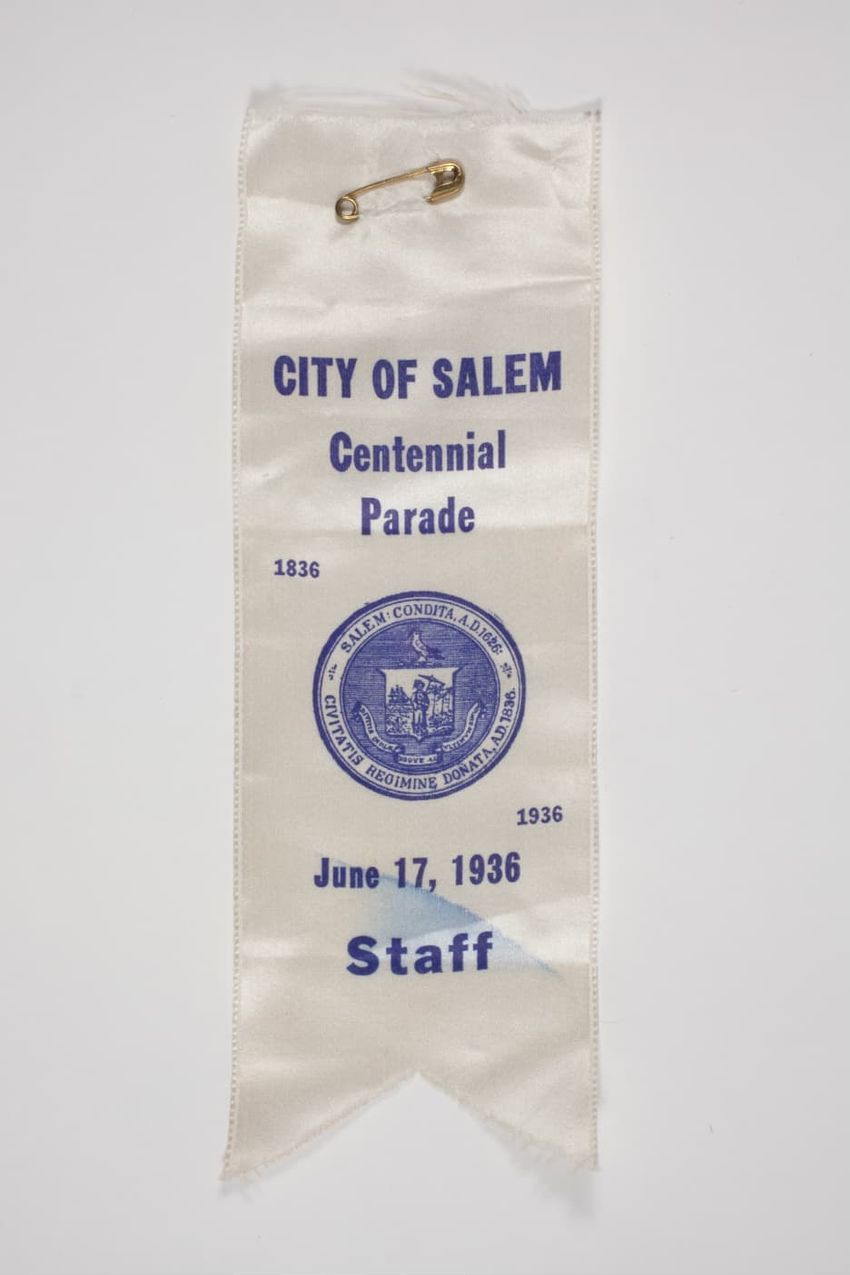 CITY OF SALEM
Centennial
Parade
1836
SALEM: CONDITA, A.D. 1626:
CIVITATIS REGIMINE DONATA, A.D. 1836.
1936
June 17, 1936
Staff